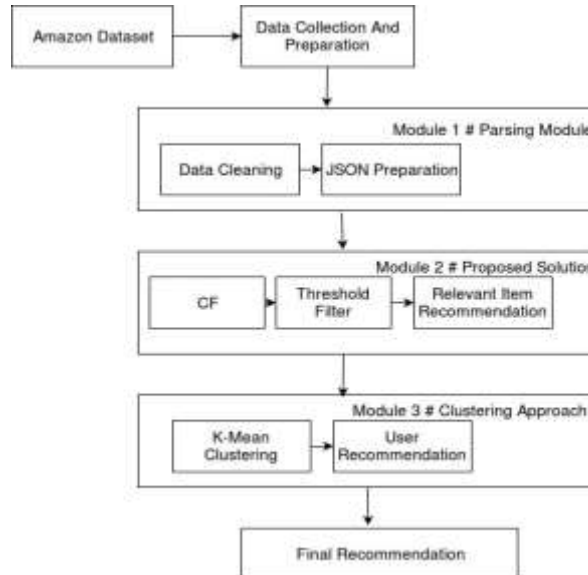 Amazon Dataset
Data Collection And
Preparation
Module 1 # Parsing Module
Data Cleaning
JSON Preparation
Module 2 # Proposed Solution
CF
Threshold
Filter
Relevant Item
Recommendation
Module 3 # Clustering Approach
K-Mean
Clustering
User
Recommendation
Final Recommendation